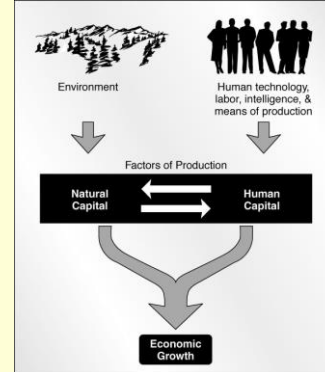 Environment
Human technology,
labor, intelligence, &
means of production
Factors of Production
Natural
Capital
Human
Capital
Economic
Growth